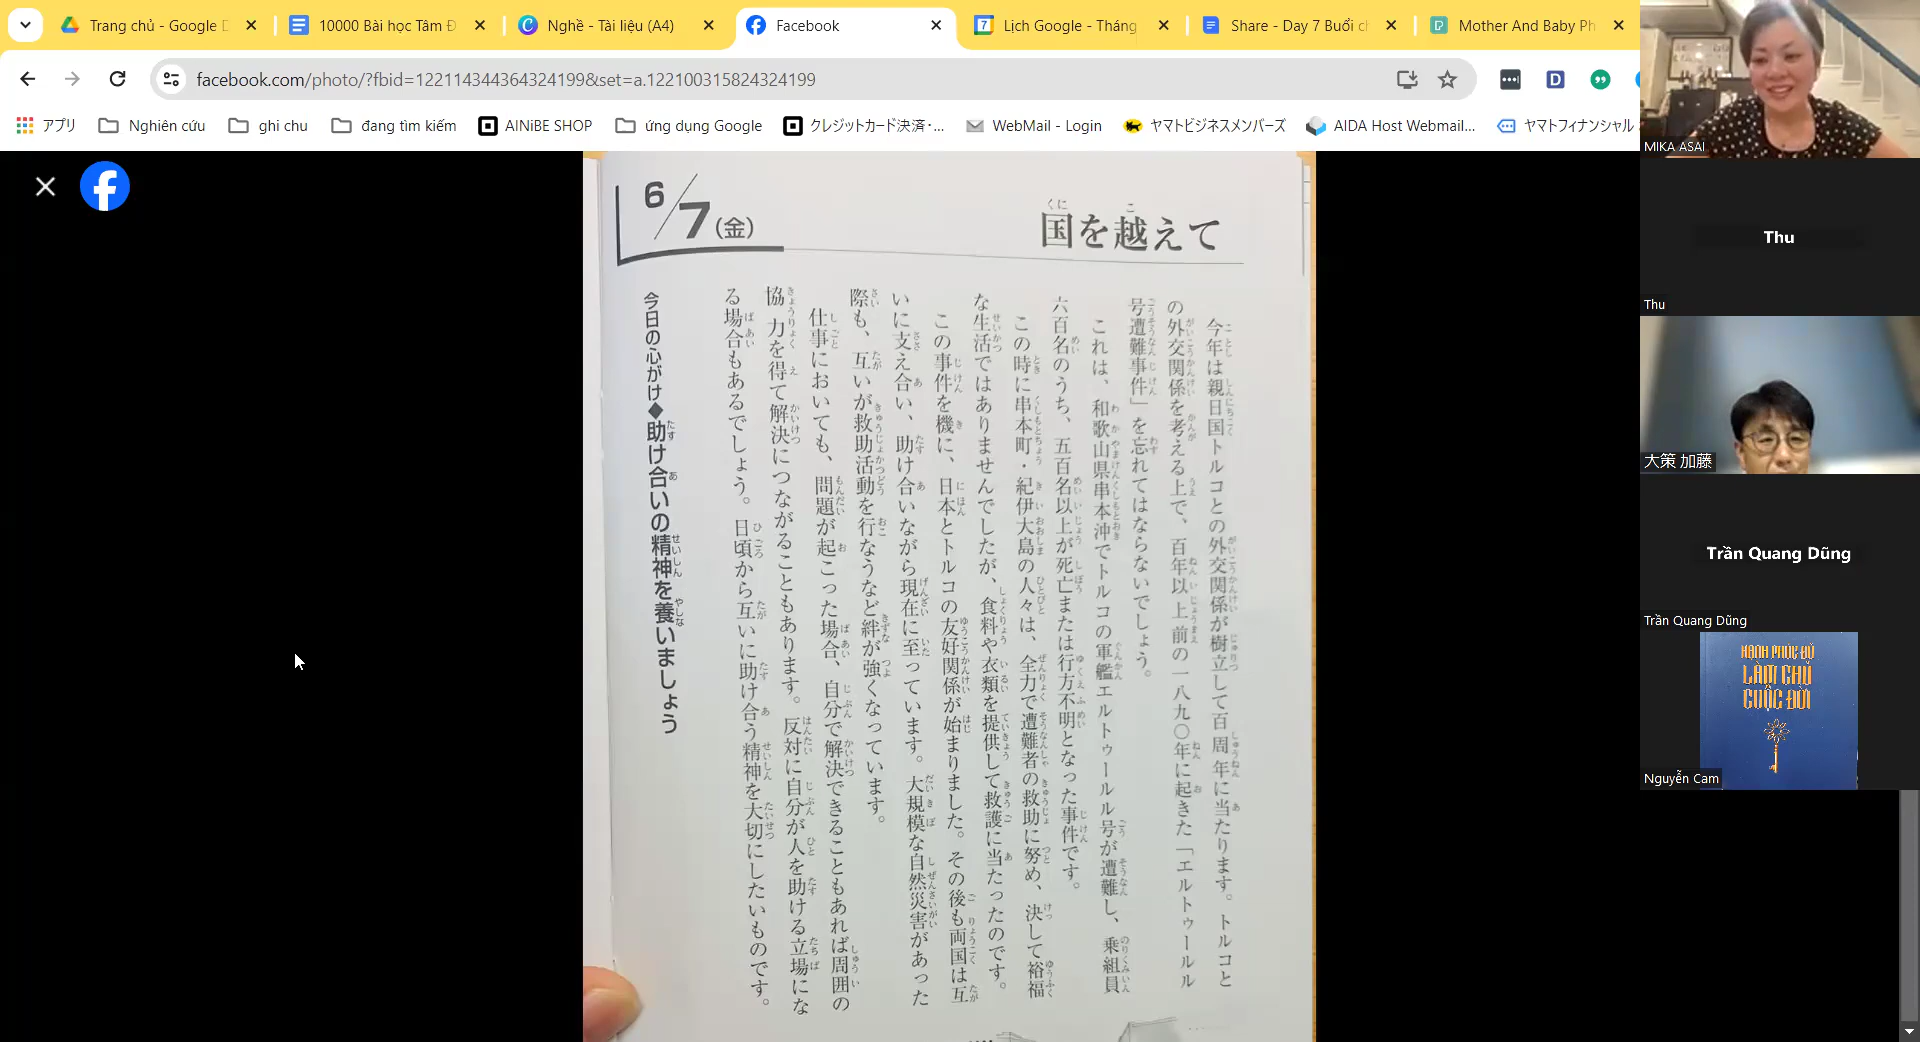 Trang chủ - Google D
10000 Bài học Tâm Đ
Nghề - Tài liệu (A4)
Facebook
Lịch Google - Tháng
Share - Day 7 Buổi ch
Mother And Baby Ph
facebook.com/photo/?fbid=122114344364324199&set=a.122100315824324199
アプリ
Nghiên cứu
ghi chu
đang tìm kiếm
AINiBE SHOP
ứng dụng Google
クレジットカード決済・...
WebMail - Login
ヤマトビジネスメンバーズ
AIDA Host Webmail...
ヤマトフィナンシャル
6/7(金)
国を越えて
今年は親日国トルコとの外交関係が樹立して百周年に当たります。トルコと
の外交関係を考える上で、百年以上前の一八九〇年に起きた「エルトゥールル
号遭難事件」を忘れてはならないでしょう。
これは、和歌山県串本沖でトルコの軍艦エルトゥールル号が遭難し、乗組員
六百名のうち、五百名以上が死亡または行方不明となった事件です。
この時に串本町・紀伊大島の人々は、全力で遭難者の救助に努め、決して裕福
な生活ではありませんでしたが、食料や衣類を提供して救護に当たったのです。
この事件を機に、日本とトルコの友好関係が始まりました。その後も両国は互
いに支え合い、助け合いながら現在に至っています。大規模な自然災害があった
際も、互いが救助活動を行なうなど絆が強くなっています。
仕事においても、問題が起こった場合、自分で解決できることもあれば周囲の
協力を得て解決につながることもあります。反対に自分が人を助ける立場にな
る場合もあるでしょう。日頃から互いに助け合う精神を大切にしたいものです。
今日の心がけ◆助け合いの精神を養いましょう
MIKA ASAI
Thu
Thu
大策 加藤
Trần Quang Dũng
Trần Quang Dũng
HẠNH PHÚC ĐỦ
LÀM CHỦ
CUỘC ĐỜI
Nguyễn Cam